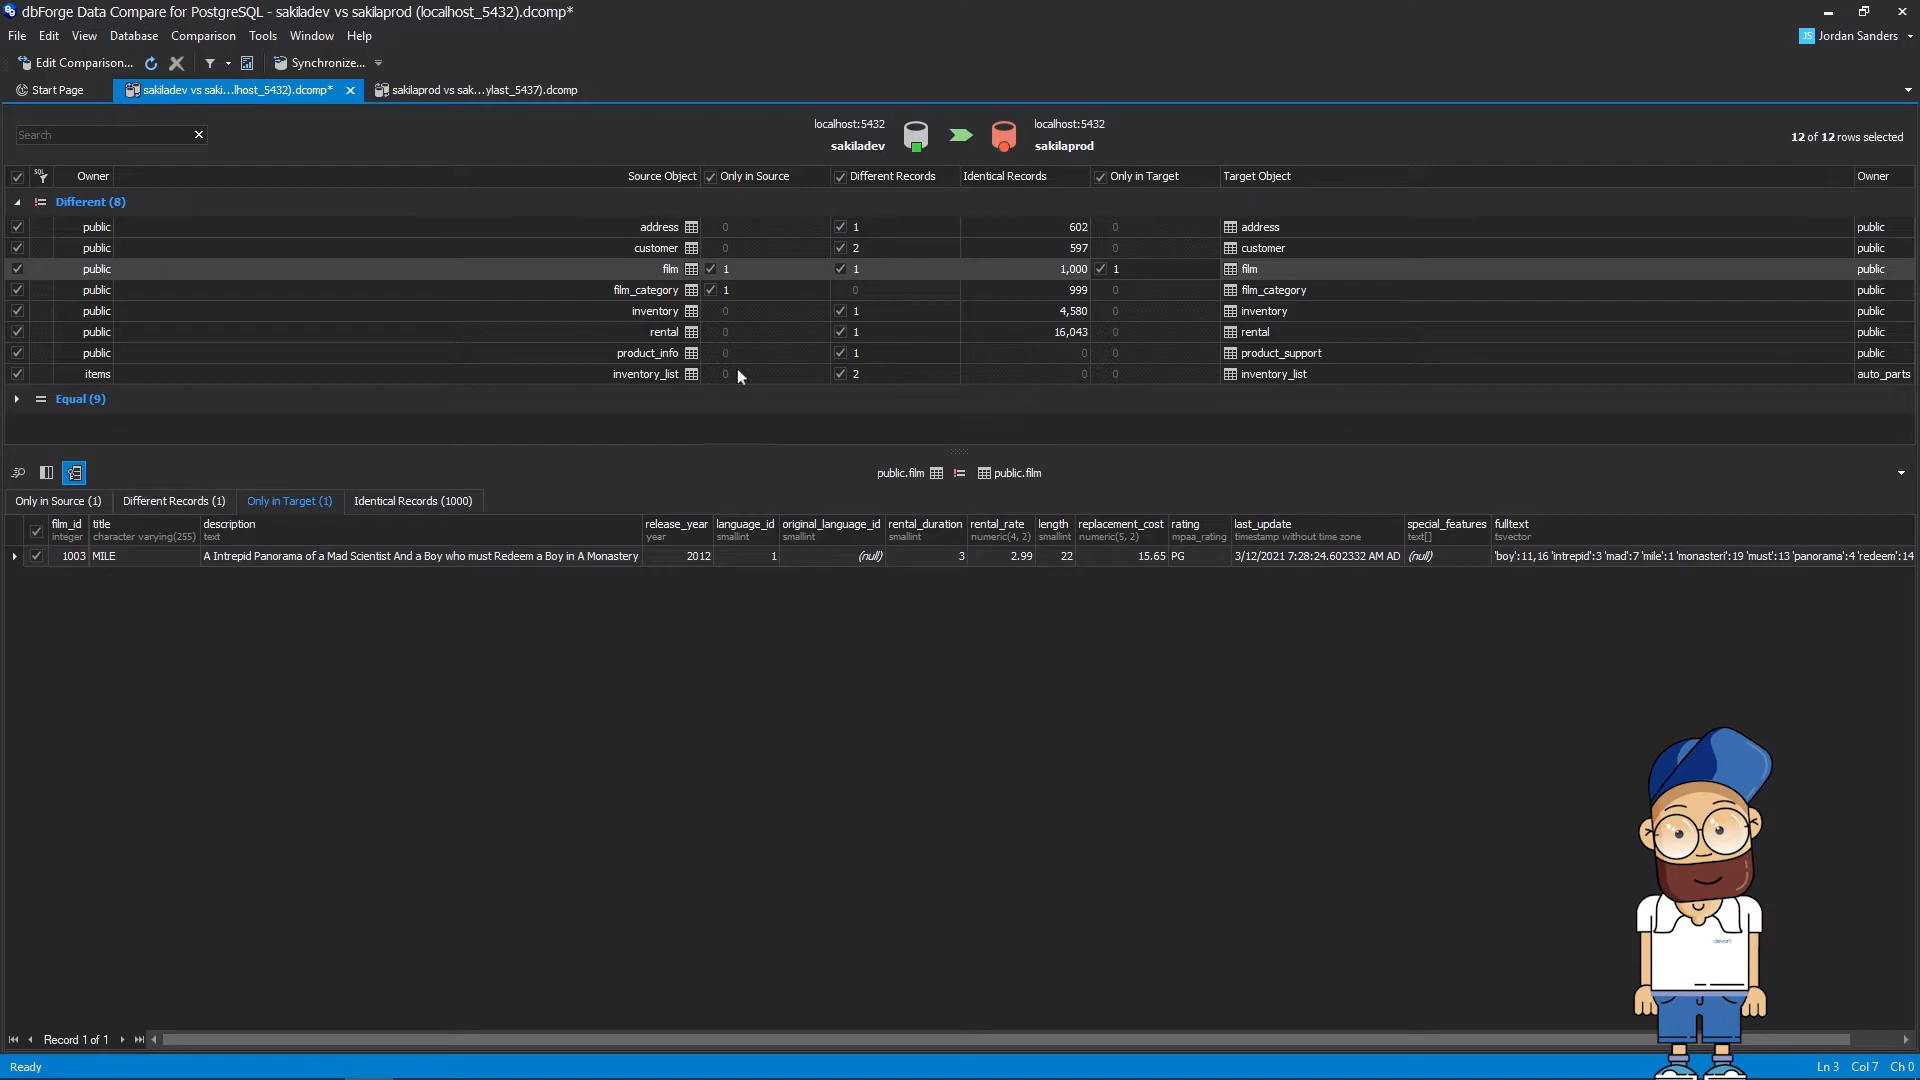 dbForge Data Compare for PostgreSQL - sakiladev vs sakilaprod (localhost_5432).dcomp*
File Edit View Database Comparison Tools Window Help
JS Jordan Sanders
Edit Comparison... Synchronize...
Start Page sakiladev vs saki...lhost_5432).dcomp* sakilaprod vs sak...ylast_5437).dcomp
Search
localhost:5432 localhost:5432
sakiladev sakilaprod
12 of 12 rows selected
SQL Owner Source Object Only in Source Different Records Identical Records Only in Target Target Object Owner
Different (8)
public address 0 1 602 0 address public
public customer 0 2 597 0 customer public
public film 1 1 1,000 1 film public
public film_category 1 0 999 0 film_category public
public inventory 0 1 4,580 0 inventory public
public rental 0 1 16,043 0 rental public
public product_info 0 1 0 0 product_support public
items inventory_list 0 2 0 0 inventory_list auto_parts
Equal (9)
public.film public.film
Only in Source (1) Different Records (1) Only in Target (1) Identical Records (1000)
film_id title description release_year language_id original_language_id rental_duration rental_rate length replacement_cost rating last_update special_features fulltext
integer character varying(255) text year smallint smallint smallint numeric(4, 2) smallint numeric(5, 2) mpaa_rating timestamp without time zone text[] tsvector
1003 MILE A Intrepid Panorama of a Mad Scientist And a Boy who must Redeem a Boy in A Monastery 2012 1 (null) 3 2.99 22 15.65 PG 3/12/2021 7:28:24.602332 AM AD (null) 'boy':11,16 'intrepid':3 'mad':7 'mile':1 'monasteri':19 'must':13 'panorama':4 'redeem':14
devart
Record 1 of 1
Ready Ln 3 Col 7 Ch 0